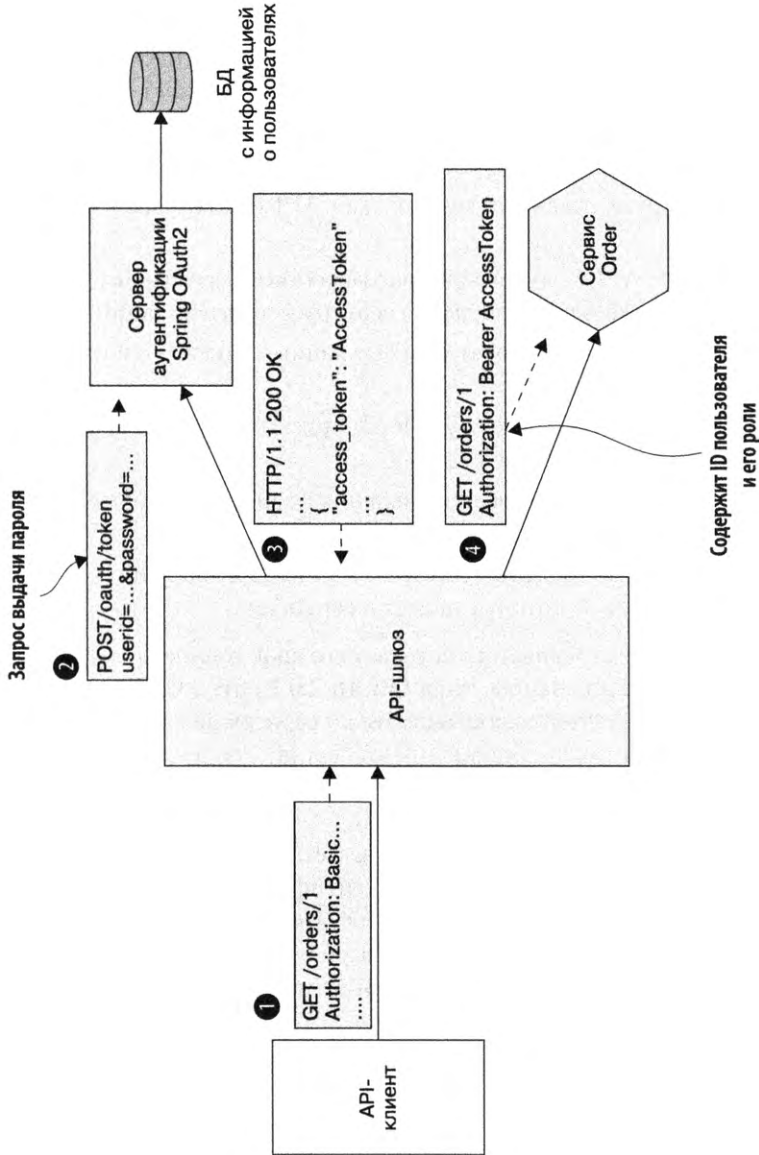 Запрос выдачи пароля
2
POST/oauth/token
userid=...&password=...
Сервер
аутентификации
Spring OAuth2
БД
с информацией
о пользователях
1
GET /orders/1
Authorization: Basic...
....
API-
клиент
API-шлюз
3
HTTP/1.1 200 OK
...
{
"access_token": "AccessToken"
...
}
4
GET /orders/1
Authorization: Bearer AccessToken
Сервис
Order
Содержит ID пользователя
и его роли